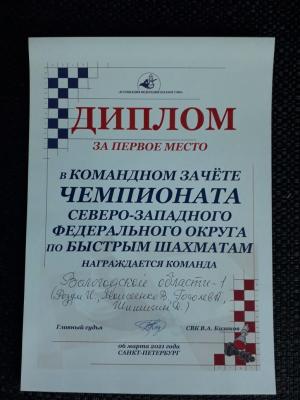 ДИПЛОМ
ЗА ПЕРВОЕ МЕСТО
В КОМАНДНОМ ЗАЧЁТЕ
ЧЕМПИОНАТА
СЕВЕРО-ЗАПАДНОГО
ФЕДЕРАЛЬНОГО ОКРУГА
ПО БЫСТРЫМ ШАХМАТАМ
НАГРАЖДАЕТСЯ КОМАНДА
Вологодской области-1
Главный судья СВК В.А.
06 марта 2021 года
САНКТ-ПЕТЕРБУРГ